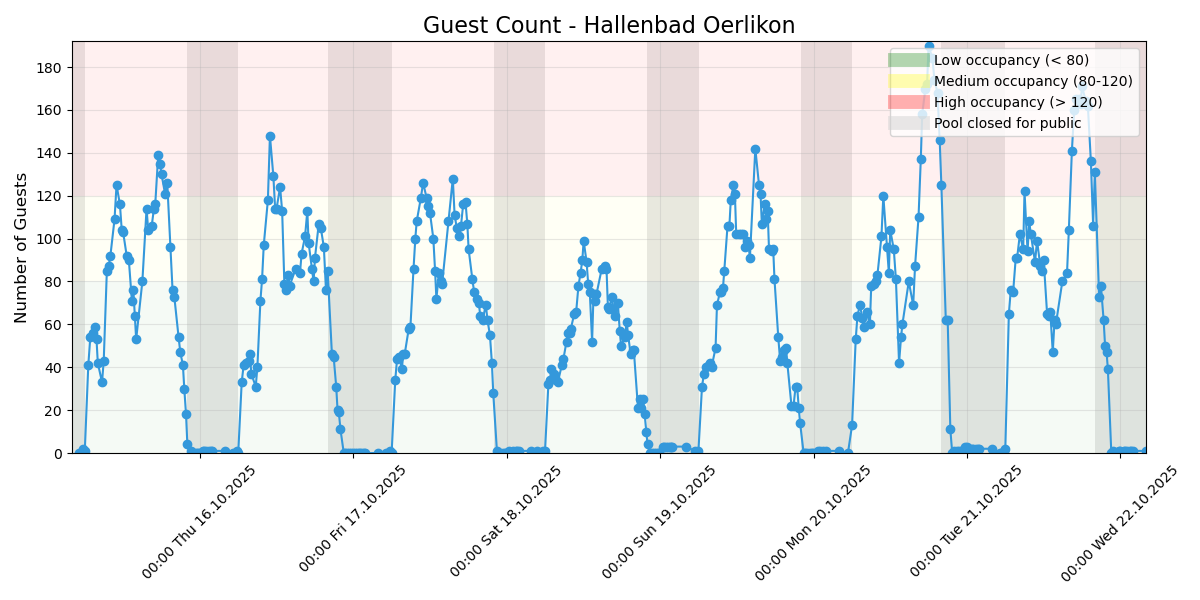 Guest Count - Hallenbad Oerlikon
Number of Guests
180
160
140
120
100
80
60
40
20
0
Low occupancy (< 80)
Medium occupancy (80-120)
High occupancy (> 120)
Pool closed for public
00:00 Thu 16.10.2025
00:00 Fri 17.10.2025
00:00 Sat 18.10.2025
00:00 Sun 19.10.2025
00:00 Mon 20.10.2025
00:00 Tue 21.10.2025
00:00 Wed 22.10.2025